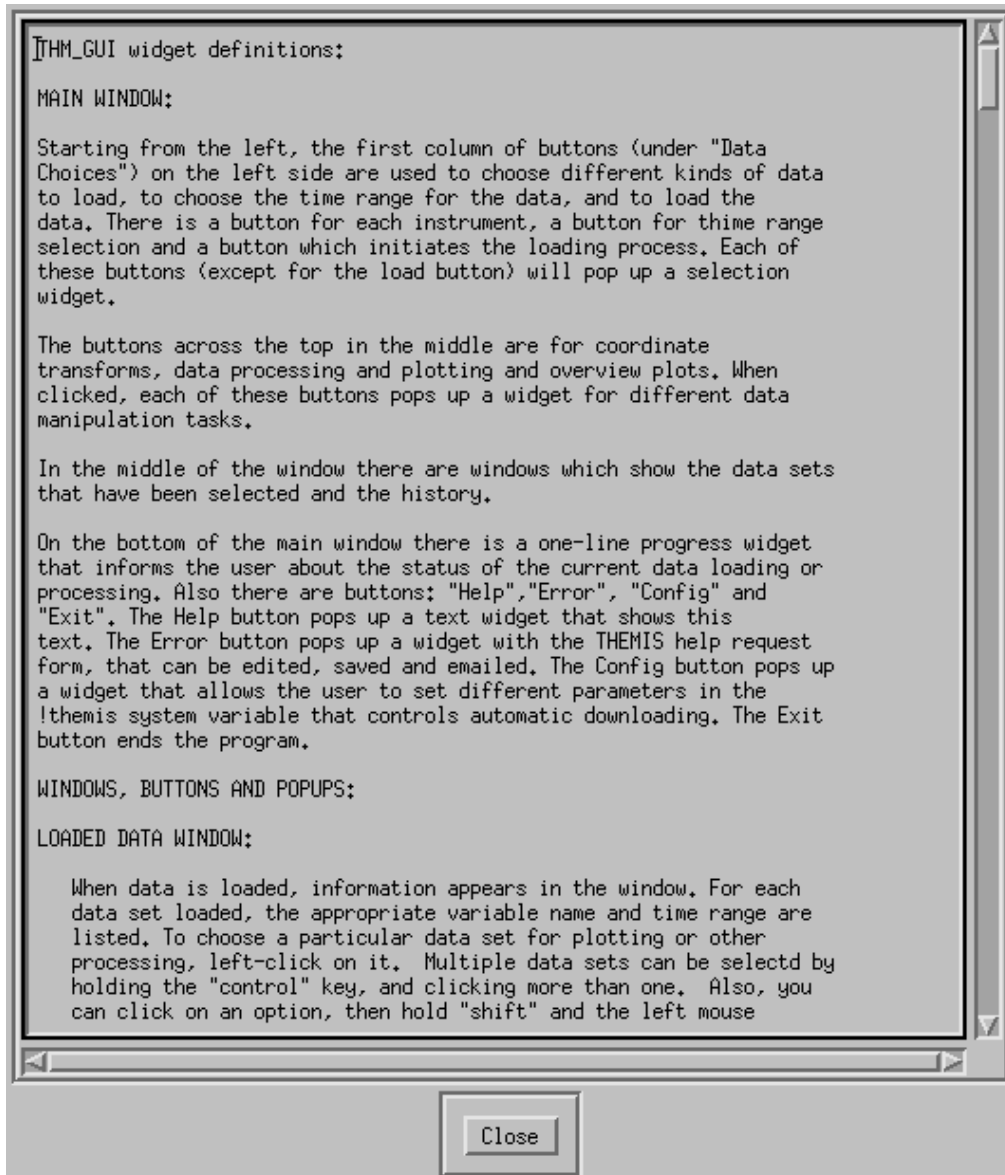 THM_GUI widget definitions:
MAIN WINDOW:
Starting from the left, the first column of buttons (under "Data
Choices") on the left side are used to choose different kinds of data
to load, to choose the time range for the data, and to load the
data. There is a button for each instrument, a button for thime range
selection and a button which initiates the loading process. Each of
these buttons (except for the load button) will pop up a selection
widget.
The buttons across the top in the middle are for coordinate
transforms, data processing and plotting and overview plots. When
clicked, each of these buttons pops up a widget for different data
manipulation tasks.
In the middle of the window there are windows which show the data sets
that have been selected and the history.
On the bottom of the main window there is a one-line progress widget
that informs the user about the status of the current data loading or
processing. Also there are buttons: "Help","Error", "Config" and
"Exit". The Help button pops up a text widget that shows this
text. The Error button pops up a widget with the THEMIS help request
form, that can be edited, saved and emailed. The Config button pops up
a widget that allows the user to set different parameters in the
!themis system variable that controls automatic downloading. The Exit
button ends the program.
WINDOWS, BUTTONS AND POPUPS:
LOADED DATA WINDOW:
When data is loaded, information appears in the window. For each
data set loaded, the appropriate variable name and time range are
listed. To choose a particular data set for plotting or other
processing, left-click on it.  Multiple data sets can be selectd by
holding the "control" key, and clicking more than one.  Also, you
can click on an option, then hold "shift" and the left mouse
Close